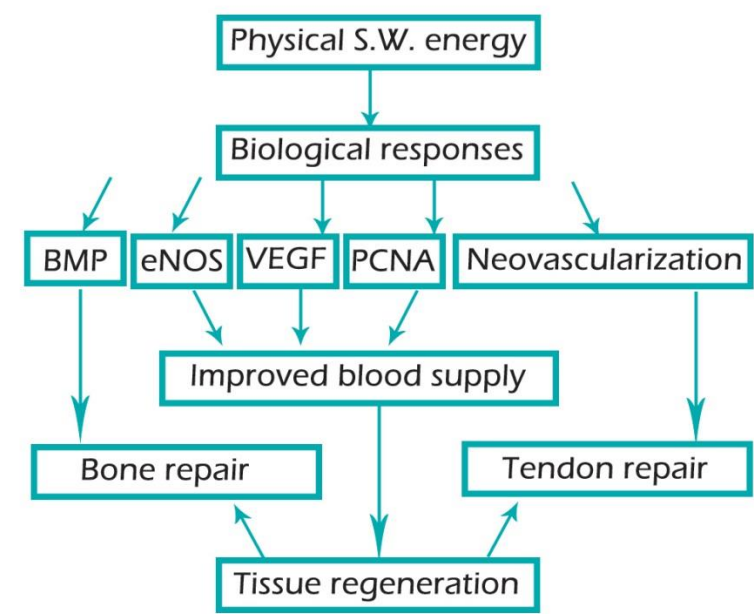 Physical S.W. energy
Biological responses
BMP
eNOS
VEGF
PCNA
Neovascularization
Improved blood supply
Bone repair
Tendon repair
Tissue regeneration